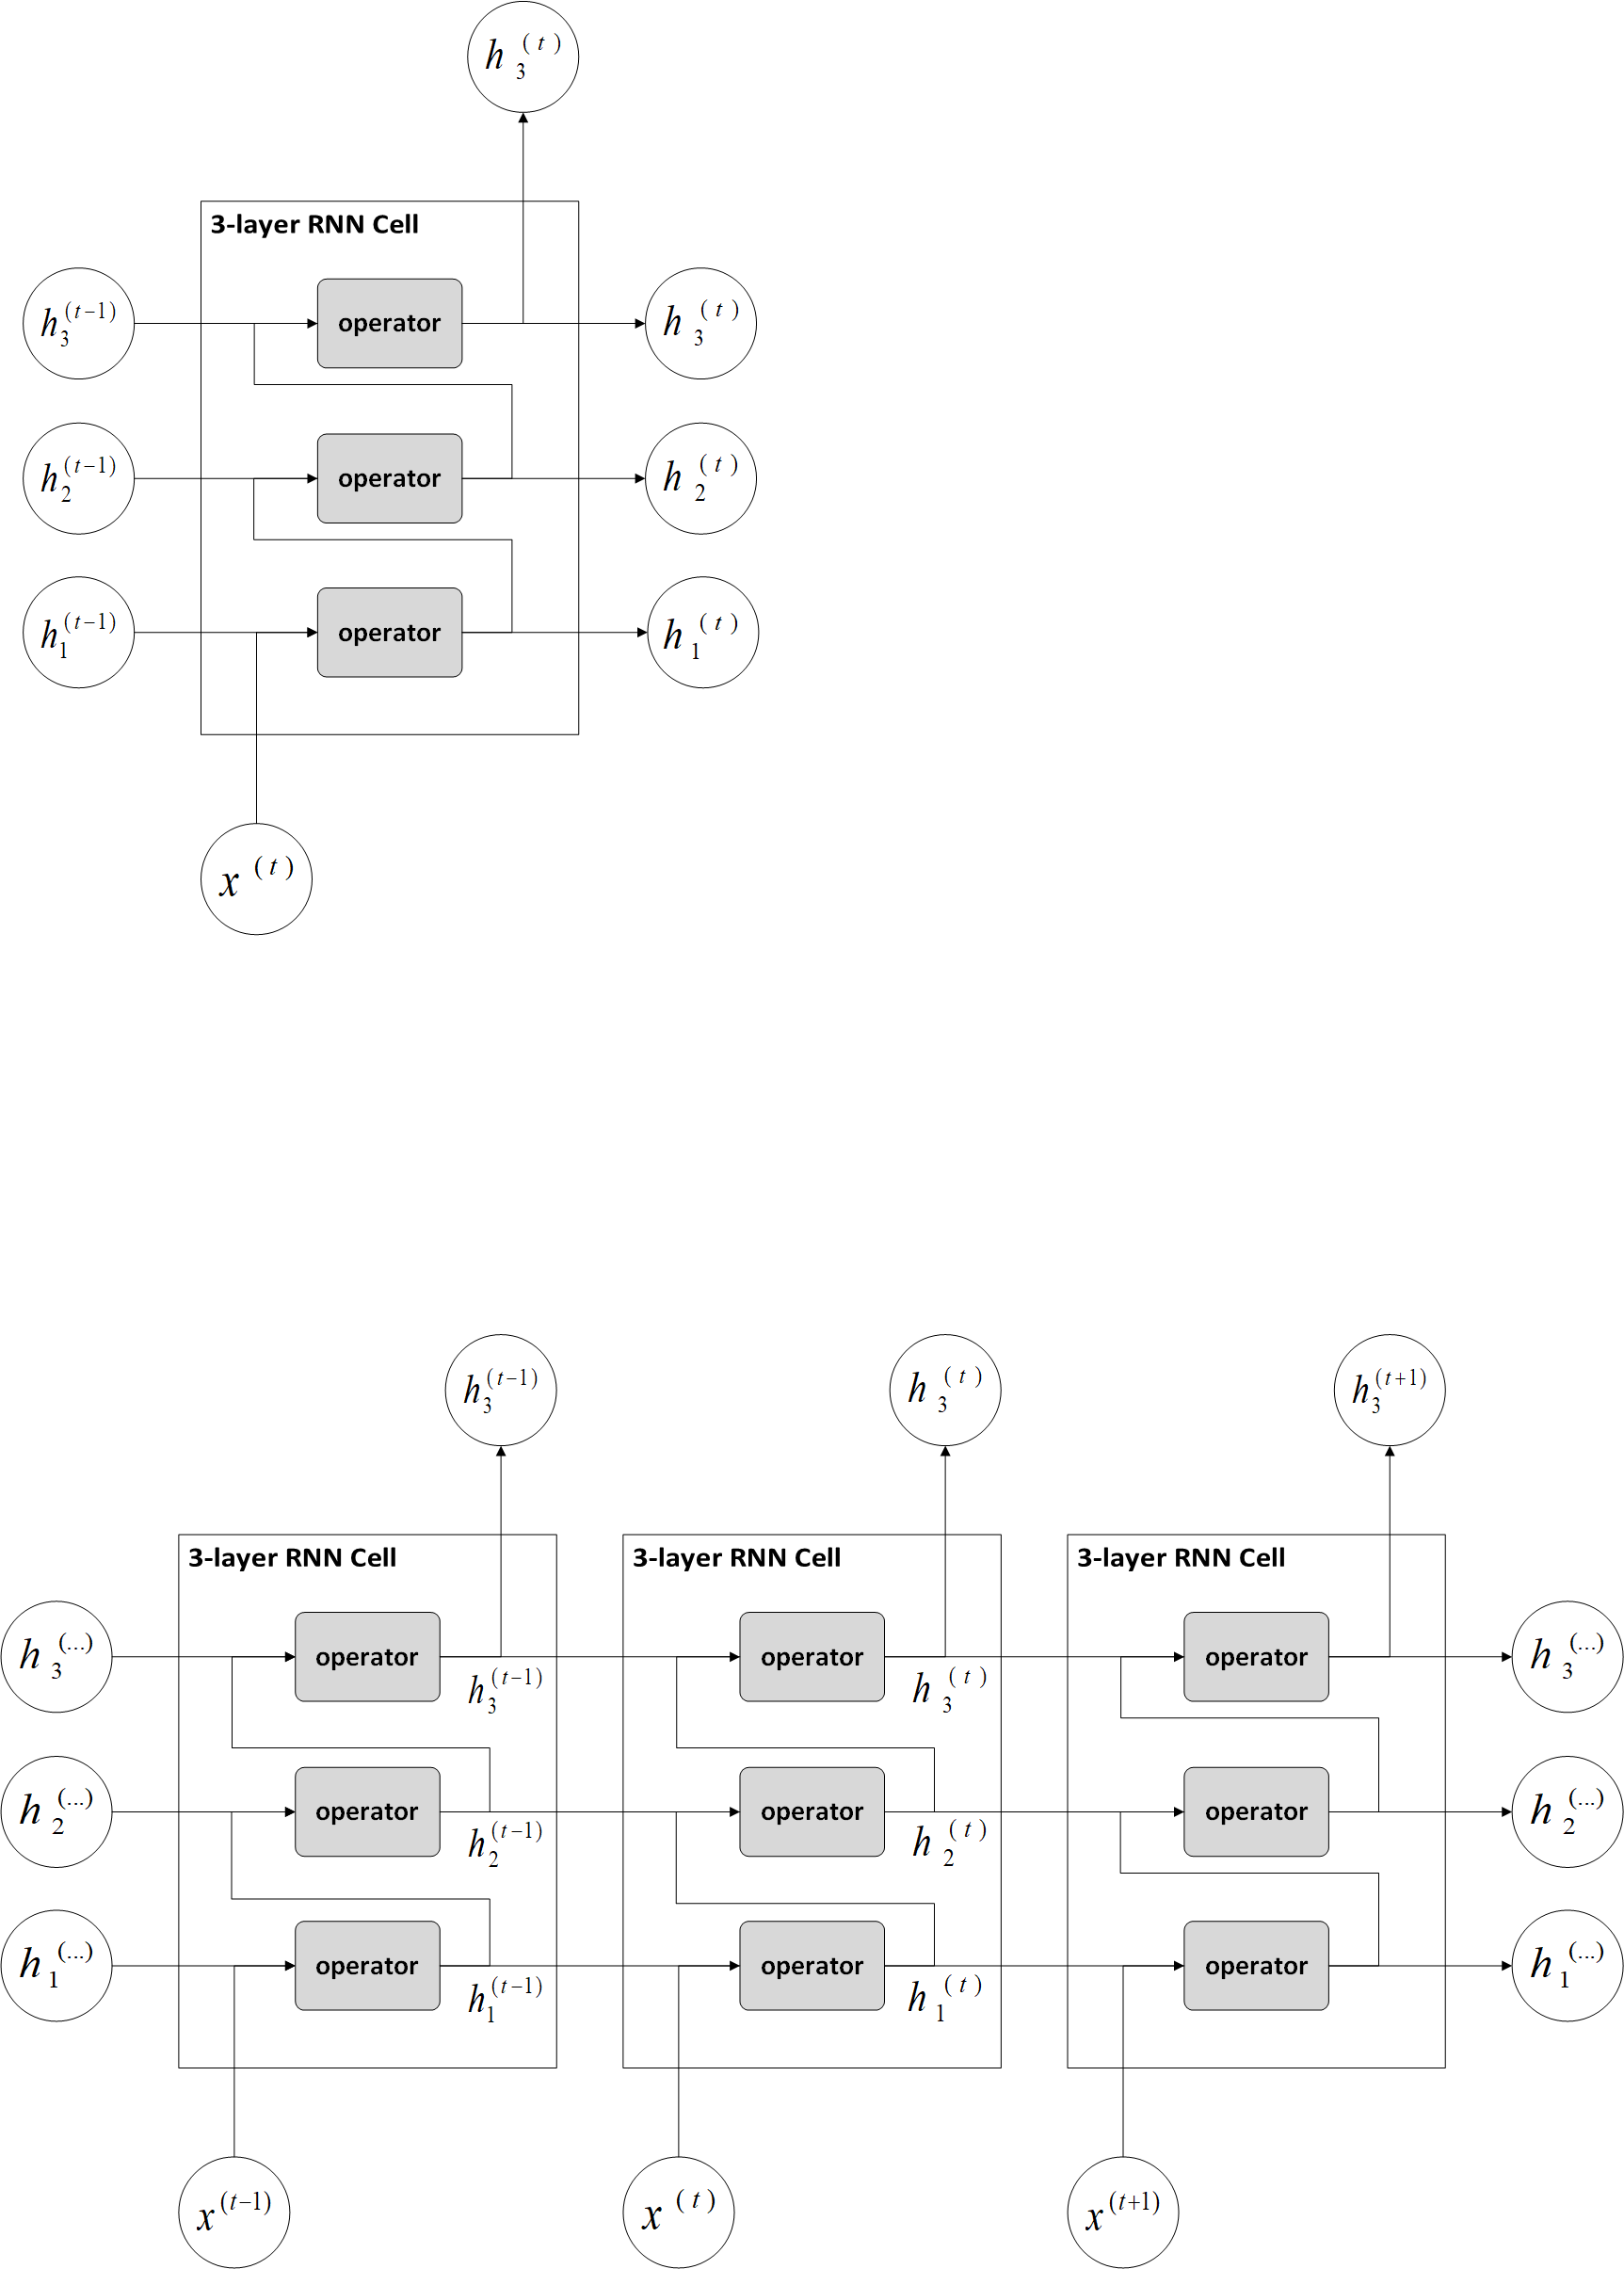 h_3^{(t)}
3-layer RNN Cell
h_3^{(t-1)} operator h_3^{(t)}
h_2^{(t-1)} operator h_2^{(t)}
h_1^{(t-1)} operator h_1^{(t)}
x^{(t)}
h_3^{(t-1)} h_3^{(t)} h_3^{(t+1)}
3-layer RNN Cell 3-layer RNN Cell 3-layer RNN Cell
h_3^{(...)} operator h_3^{(t-1)} operator h_3^{(t)} operator h_3^{(...)}
h_2^{(...)} operator h_2^{(t-1)} operator h_2^{(t)} operator h_2^{(...)}
h_1^{(...)} operator h_1^{(t-1)} operator h_1^{(t)} operator h_1^{(...)}
x^{(t-1)} x^{(t)} x^{(t+1)}